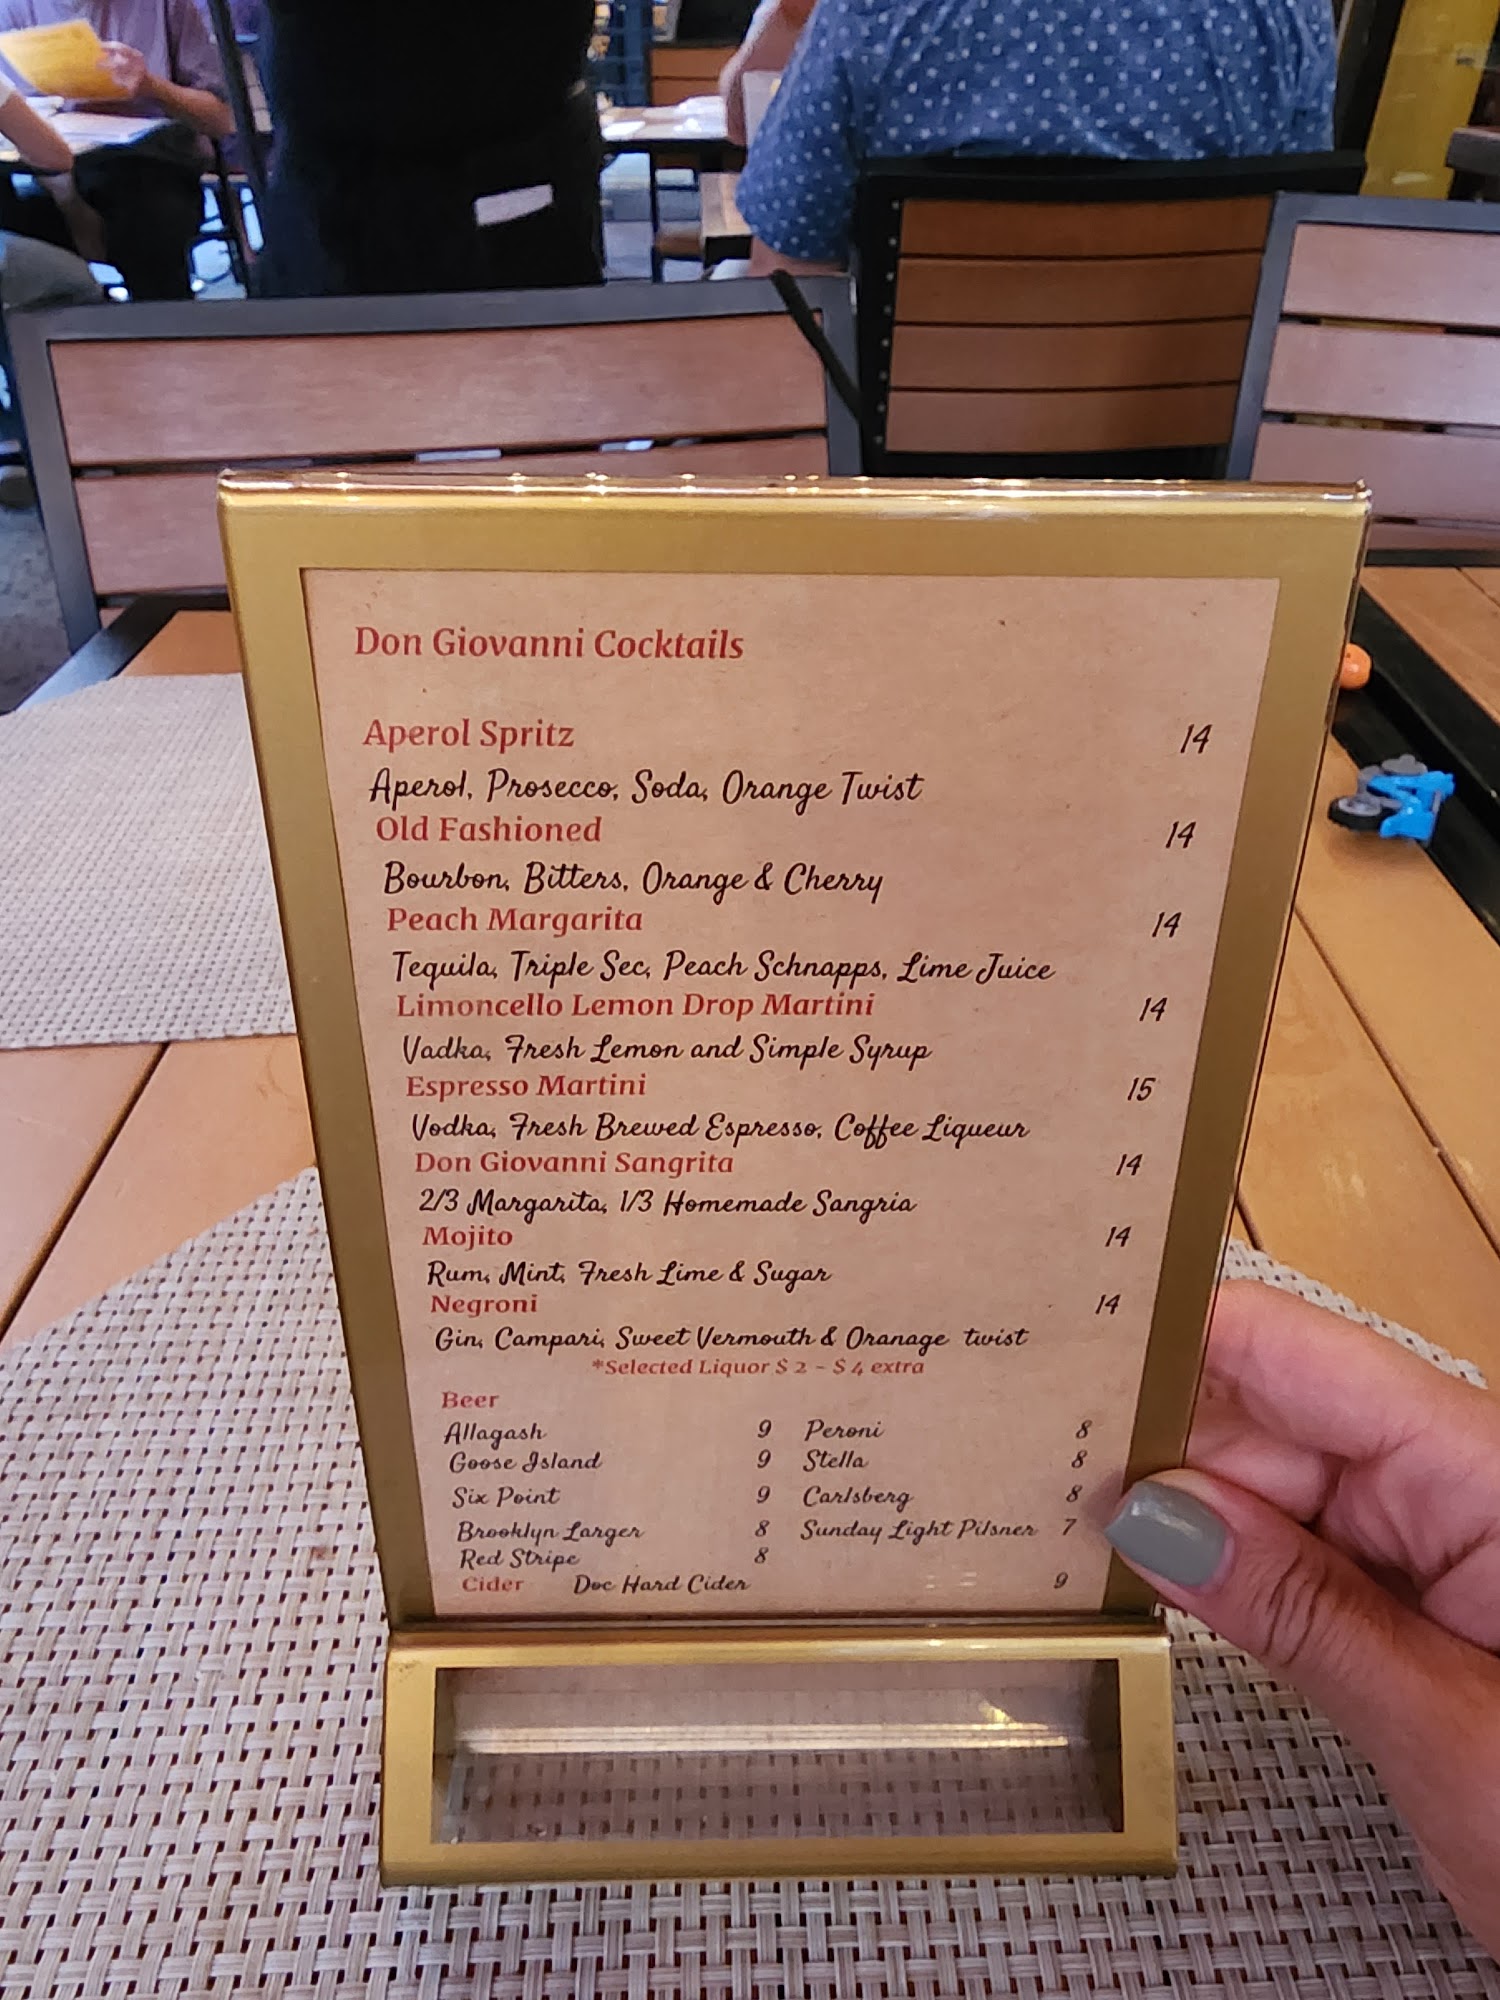 Don Giovanni Cocktails
Aperol Spritz 14
Aperol, Prosecco, Soda, Orange Twist
Old Fashioned 14
Bourbon, Bitters, Orange & Cherry
Peach Margarita 14
Tequila, Triple Sec, Peach Schnapps, Lime Juice
Limoncello Lemon Drop Martini 14
Vadka, Fresh Lemon and Simple Syrup
Espresso Martini 15
Vodka, Fresh Brewed Espresso, Coffee Liqueur
Don Giovanni Sangrita 14
2/3 Margarita, 1/3 Homemade Sangria
Mojito 14
Rum, Mint, Fresh Lime & Sugar
Negroni 14
Gin, Campari, Sweet Vermouth & Oranage twist
*Selected Liquor $ 2 - $ 4 extra
Beer
Allagash 9 Peroni 8
Goose Island 9 Stella 8
Six Point 9 Carlsberg 8
Brooklyn Larger 8 Sunday Light Pilsner 7
Red Stripe 8
Cider Doc Hard Cider 9